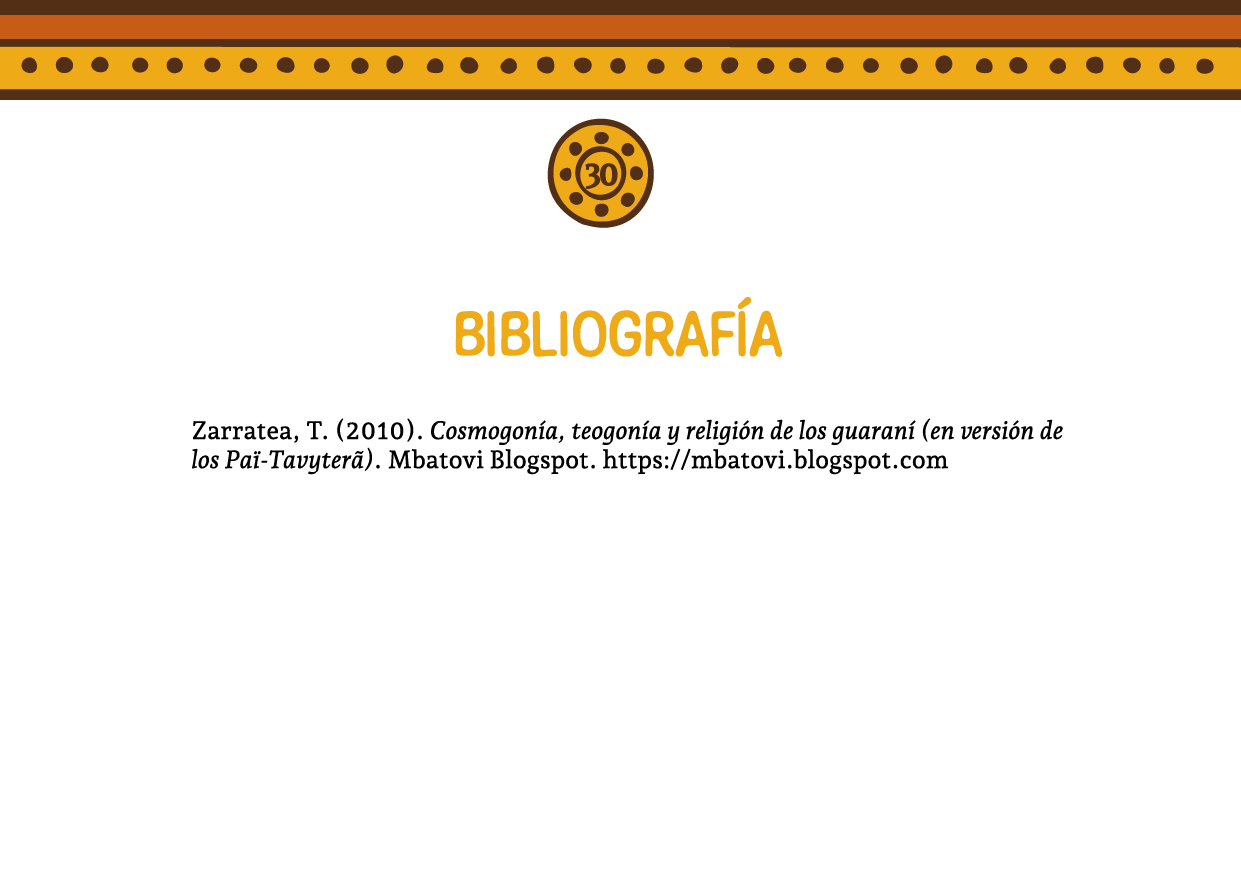 30
BIBLIOGRAFÍA
Zarratea, T. (2010). Cosmogonía, teogonía y religión de los guaraní (en versión de
los Paï-Tavyterã). Mbatovi Blogspot. https://mbatovi.blogspot.com